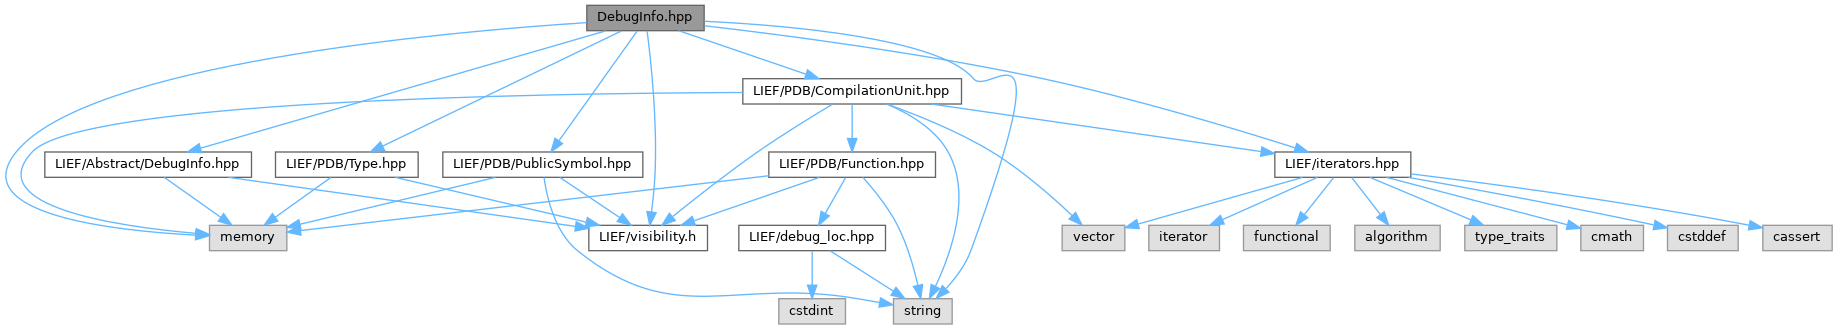 DebugInfo.hpp
LIEF/PDB/CompilationUnit.hpp
LIEF/Abstract/DebugInfo.hpp
LIEF/PDB/Type.hpp
LIEF/PDB/PublicSymbol.hpp
LIEF/PDB/Function.hpp
LIEF/iterators.hpp
memory
LIEF/visibility.h
LIEF/debug_loc.hpp
vector
iterator
functional
algorithm
type_traits
cmath
cstddef
cassert
cstdint
string